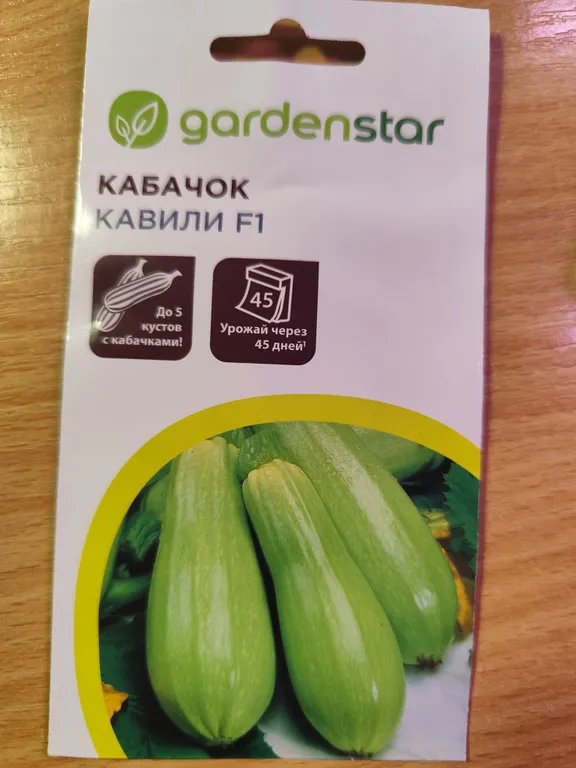 gardenstar
КАБАЧОК
КАВИЛИ F1
До 5
кустов
с кабачками!
45
Урожай через
45 дней¹